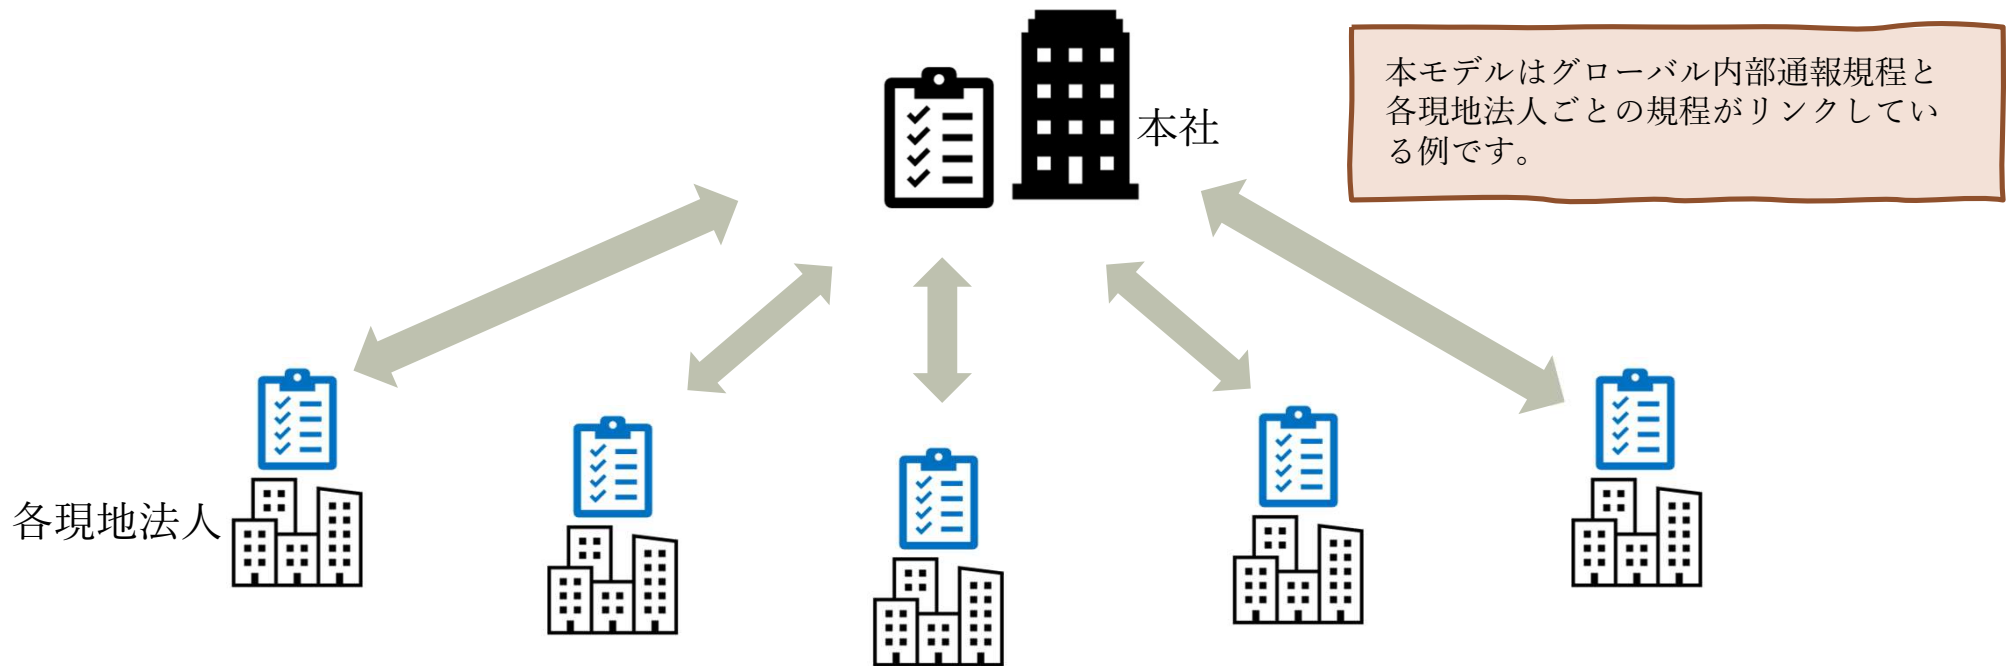 本社
本モデルはグローバル内部通報規程と
各現地法人ごとの規程がリンクしてい
る例です。
各現地法人